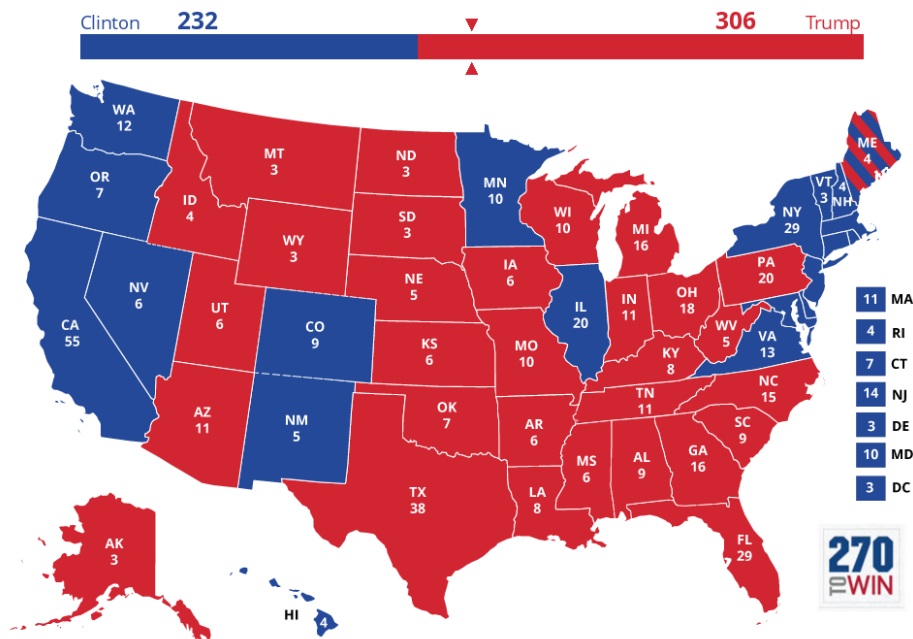 Clinton 232 306 Trump
WA
12
OR
7
CA
55
NV
6
ID
4
MT
3
WY
3
UT
6
AZ
11
CO
9
NM
5
ND
3
SD
3
NE
5
KS
6
OK
7
TX
38
MN
10
IA
6
MO
10
AR
6
LA
8
WI
10
IL
20
MI
16
IN
11
OH
18
KY
8
TN
11
MS
6
AL
9
GA
16
FL
29
SC
9
NC
15
VA
13
WV
5
PA
20
NY
29
VT
3
4
NH
ME
4
AK
3
HI 4
11 MA
4 RI
7 CT
14 NJ
3 DE
10 MD
3 DC
270
TO WIN